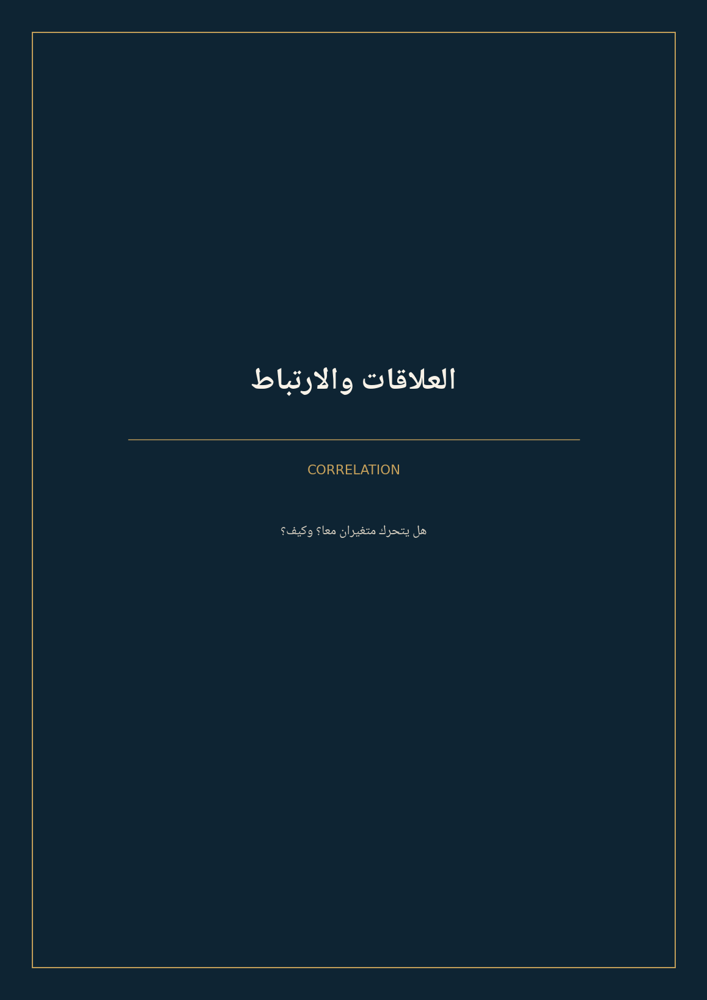 العلاقات والارتباط
CORRELATION
هل يتحرك متغيران معا؟ وكيف؟